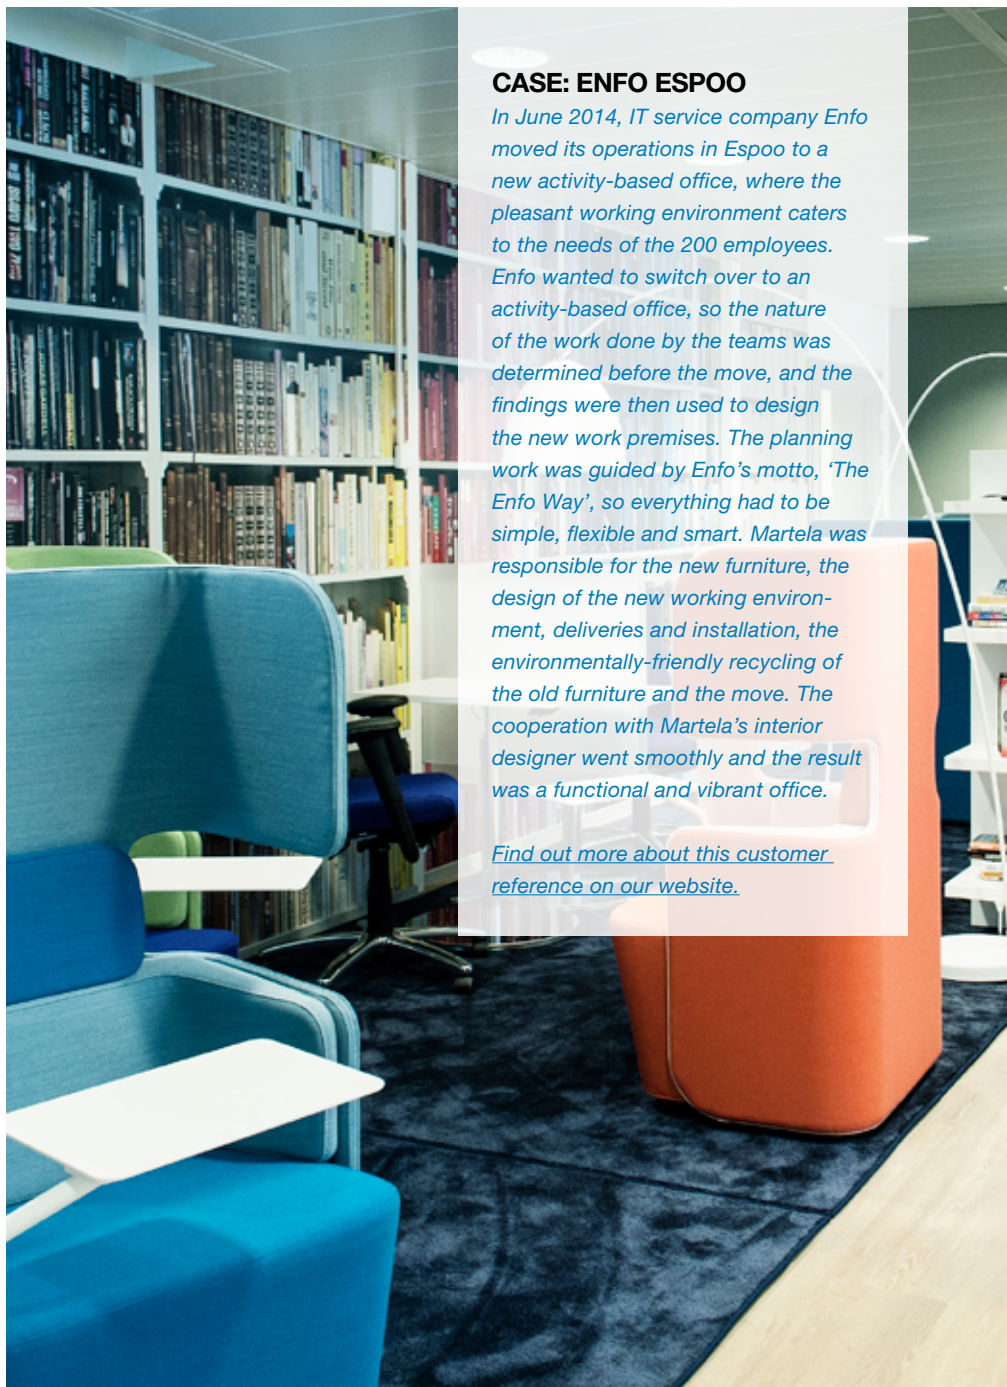 CASE: ENFO ESPOO
In June 2014, IT service company Enfo
moved its operations in Espoo to a
new activity-based office, where the
pleasant working environment caters
to the needs of the 200 employees.
Enfo wanted to switch over to an
activity-based office, so the nature
of the work done by the teams was
determined before the move, and the
findings were then used to design
the new work premises. The planning
work was guided by Enfo’s motto, ‘The
Enfo Way’, so everything had to be
simple, flexible and smart. Martela was
responsible for the new furniture, the
design of the new working environ-
ment, deliveries and installation, the
environmentally-friendly recycling of
the old furniture and the move. The
cooperation with Martela’s interior
designer went smoothly and the result
was a functional and vibrant office.
Find out more about this customer
reference on our website.